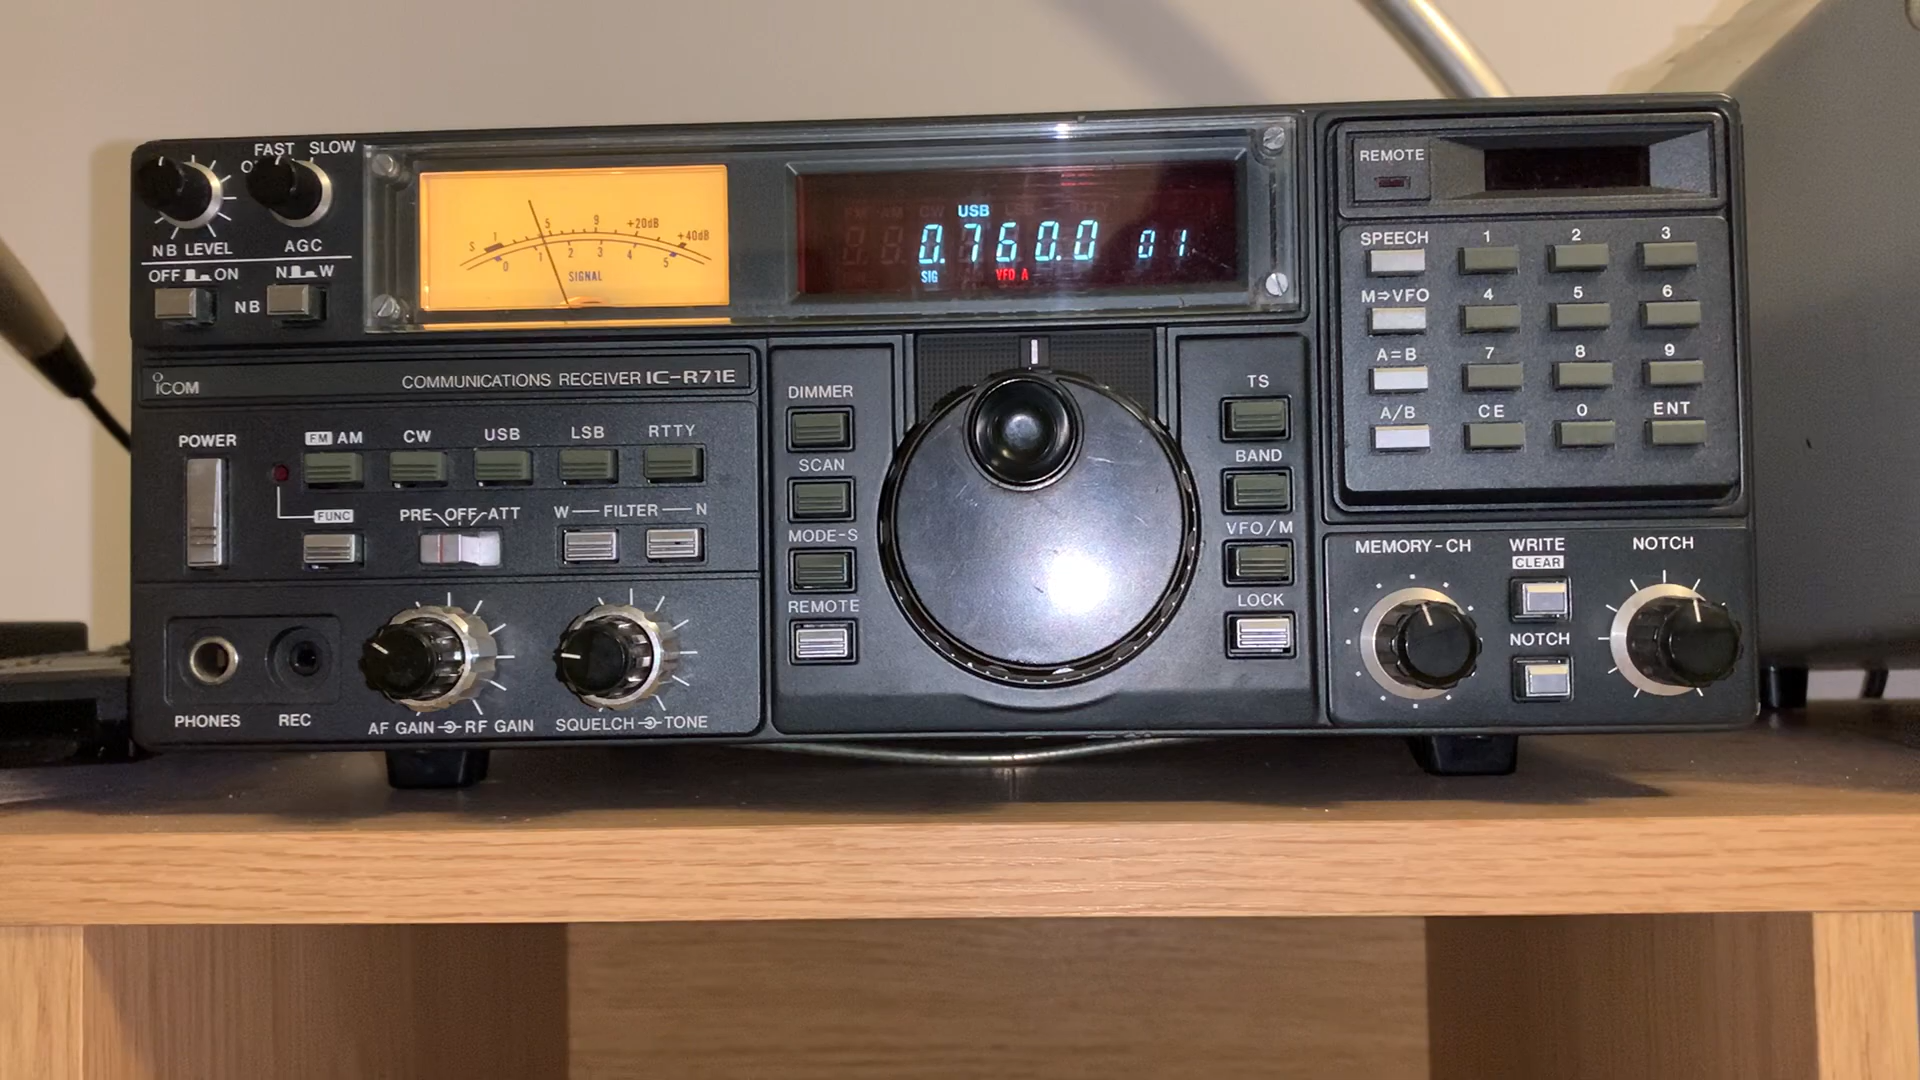 FAST SLOW
NB LEVEL
AGC
OFF ON
N W
NB
S 1 5 9 +20dB +40dB
0 1 2 3 4 5
SIGNAL
USB
0.760.0 01
SIG
VFO A
REMOTE
SPEECH 1 2 3
M⇒VFO 4 5 6
A=B 7 8 9
A/B CE 0 ENT
ICOM
COMMUNICATIONS RECEIVER IC-R71E
POWER
FM AM CW USB LSB RTTY
FUNC
PRE OFF ATT
W FILTER N
DIMMER
SCAN
MODE-S
REMOTE
TS
BAND
VFO/M
LOCK
MEMORY-CH
WRITE
CLEAR
NOTCH
NOTCH
PHONES
REC
AF GAIN RF GAIN
SQUELCH TONE